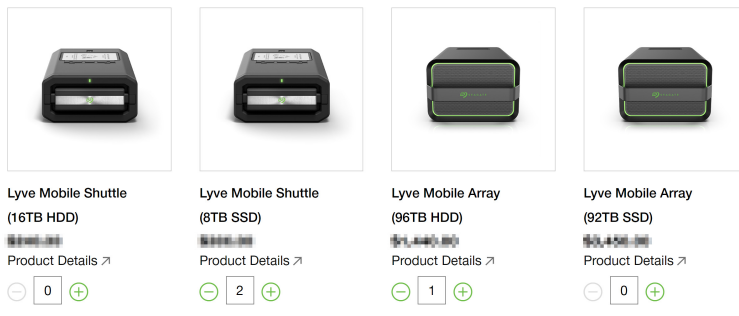 Lyve Mobile Shuttle
(16TB HDD)
Product Details
0
Lyve Mobile Shuttle
(8TB SSD)
Product Details
2
Lyve Mobile Array
(96TB HDD)
Product Details
1
Lyve Mobile Array
(92TB SSD)
Product Details
0